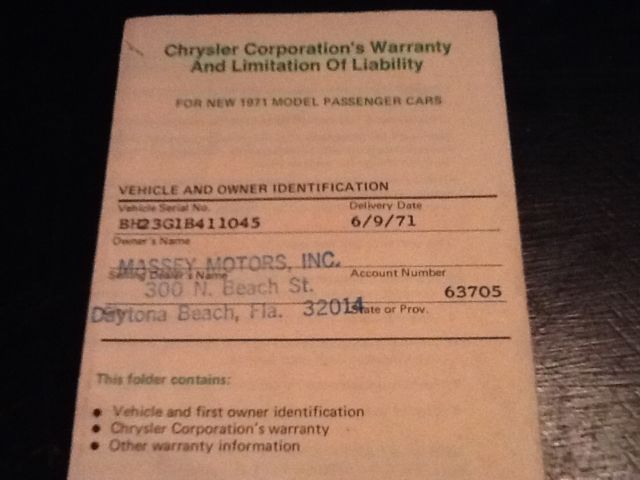 Chrysler Corporation's Warranty
And Limitation Of Liability
FOR NEW 1971 MODEL PASSENGER CARS
VEHICLE AND OWNER IDENTIFICATION
Vehicle Serial No. Delivery Date
BH23G1B411045 6/9/71
Owner's Name
MASSEY MOTORS, INC.
Selling Dealer's Name Account Number
300 N. Beach St. 63705
Daytona Beach, Fla. 32014 State or Prov.
This folder contains:
• Vehicle and first owner identification
• Chrysler Corporation's warranty
• Other warranty information